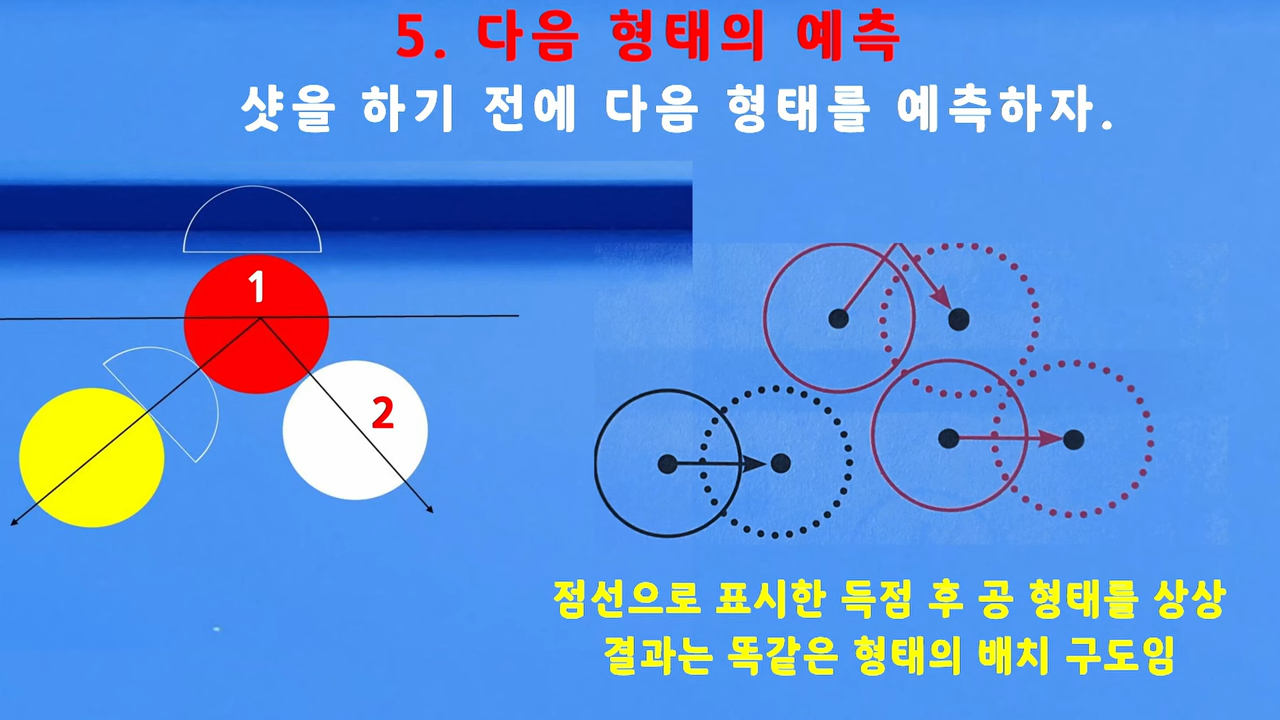 5. 다음 형태의 예측
샷을 하기 전에 다음 형태를 예측하자.
1
2
점선으로 표시한 득점 후 공 형태를 상상
결과는 똑같은 형태의 배치 구도임